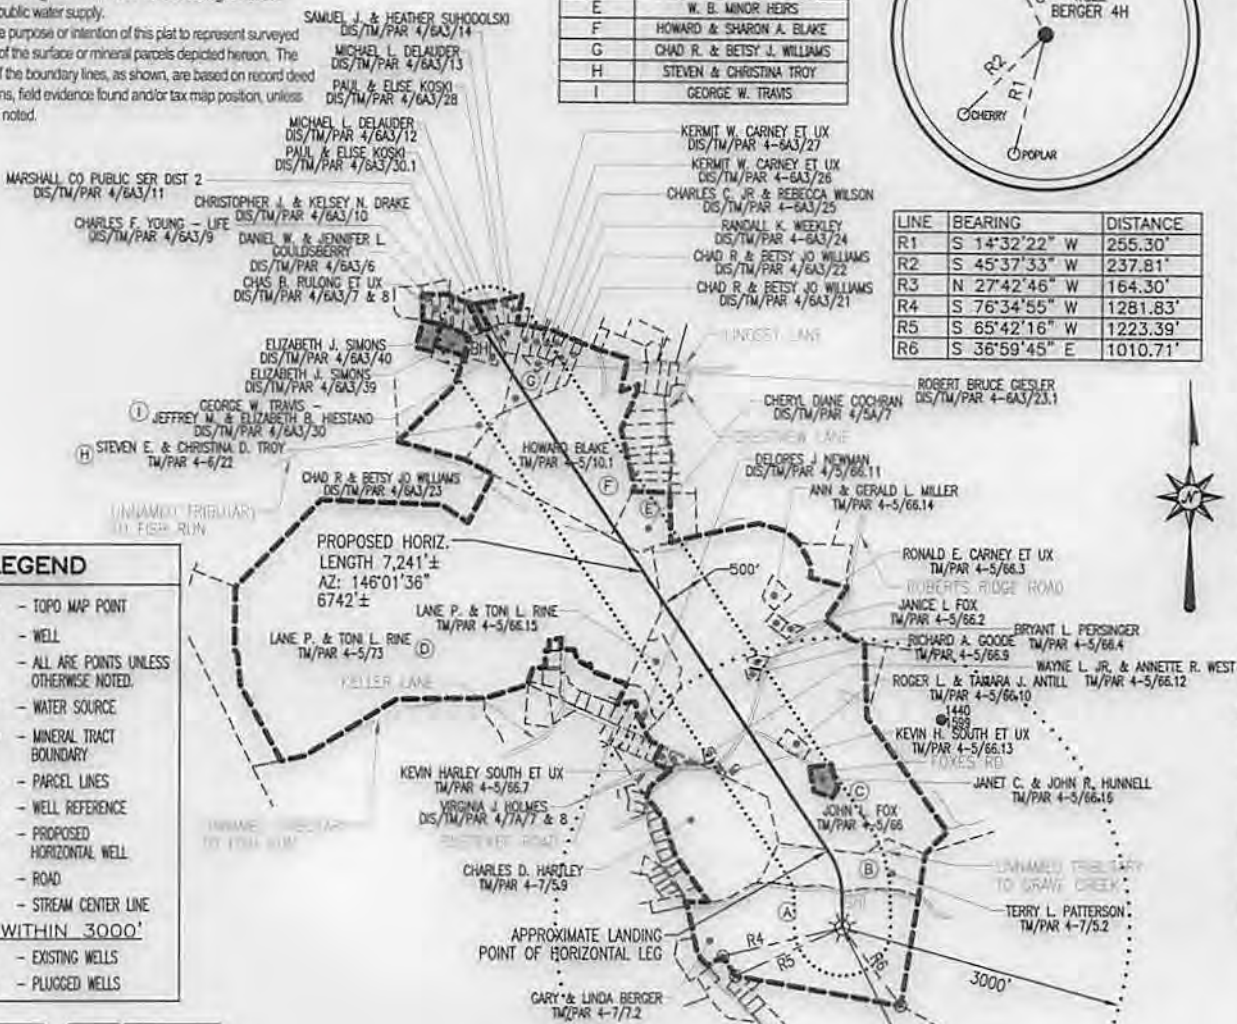 public water supply.
e purpose or intention of this plat to represent surveyed
of the surface or mineral parcels depicted hereon. The
f the boundary lines, as shown, are based on record deed
ns, field evidence found and/or tax map position, unless
noted.
E W. B. MINOR HEIRS
F HOWARD & SHARON A. BLAKE
G CHAD R. & BETSY J. WILLIAMS
H STEVEN & CHRISTINA TROY
I GEORGE W. TRAVIS
BERGER 4H
R2
R1
CHERRY
POPLAR
LINE BEARING DISTANCE
R1 S 14°32'22" W 255.30'
R2 S 45°37'33" W 237.81'
R3 N 27°42'46" W 164.30'
R4 S 76°34'55" W 1281.83'
R5 S 65°42'16" W 1223.39'
R6 S 36°59'45" E 1010.71'
SAMUEL J. & HEATHER SUHODOLSKI
DIS/TM/PAR 4/6A3/14
MICHAEL L. DELAUDER
DIS/TM/PAR 4/6A3/13
PAUL & ELISE KOSKI
DIS/TM/PAR 4/6A3/28
MICHAEL L. DELAUDER
DIS/TM/PAR 4/6A3/12
PAUL & ELISE KOSKI
DIS/TM/PAR 4/6A3/30.1
MARSHALL CO PUBLIC SER DIST 2
DIS/TM/PAR 4/6A3/11
CHRISTOPHER J. & KELSEY N. DRAKE
DIS/TM/PAR 4/6A3/10
CHARLES F. YOUNG - LIFE
DIS/TM/PAR 4/6A3/9
DANIEL W. & JENNIFER L
GOULDSBERRY
DIS/TM/PAR 4/6A3/6
CHAS B. RULONG ET UX
DIS/TM/PAR 4/6A3/7 & 8
KERMIT W. CARNEY ET UX
DIS/TM/PAR 4-6A3/27
KERMIT W. CARNEY ET UX
DIS/TM/PAR 4-6A3/26
CHARLES C. JR & REBECCA WILSON
DIS/TM/PAR 4-6A3/25
RANDALL K. WEEKLEY
DIS/TM/PAR 4-6A3/24
CHAD R & BETSY JO WILLIAMS
DIS/TM/PAR 4/6A3/22
CHAD R & BETSY JO WILLIAMS
DIS/TM/PAR 4/6A3/21
LINDSEY LANE
ELIZABETH J. SIMONS
DIS/TM/PAR 4/6A3/40
ELIZABETH J. SIMONS
DIS/TM/PAR 4/6A3/39
BH
G
I GEORGE W. TRAVIS -
JEFFREY M. & ELIZABETH B. HIESTAND
DIS/TM/PAR 4/6A3/30
H STEVEN E. & CHRISTINA D. TROY
TM/PAR 4-6/22
ROBERT BRUCE GIESLER
DIS/TM/PAR 4-6A3/23.1
CHERYL DIANE COCHRAN
DIS/TM/PAR 4/5A/7
CRESTVIEW LANE
HOWARD BLAKE
TM/PAR 4-5/10.1
F
E
DELORES J NEWMAN
DIS/TM/PAR 4/5/66.11
ANN & GERALD L. MILLER
TM/PAR 4-5/66.14
CHAD R & BETSY JO WILLIAMS
DIS/TM/PAR 4/6A3/23
UNNAMED TRIBUTARY
TO FISH RUN
PROPOSED HORIZ.
LENGTH 7,241'±
AZ: 146°01'36"
6742'±
500'
RONALD E. CARNEY ET UX
TM/PAR 4-5/66.3
ROBERTS RIDGE ROAD
LANE P. & TONI L. RINE
TM/PAR 4-5/66.15
LANE P. & TONI L. RINE
TM/PAR 4-5/73 D
KELLER LANE
JANICE L FOX
TM/PAR 4-5/66.2
RICHARD A. GOODE
TM/PAR 4-5/66.9
BRYANT L. PERSINGER
TM/PAR 4-5/66.4
WAYNE L. JR. & ANNETTE R. WEST
TM/PAR 4-5/66.12
ROGER L. & TAMARA J. ANTILL
TM/PAR 4-5/66.10
1440
1599
KEVIN H. SOUTH ET UX
TM/PAR 4-5/66.13
FOXES RD
KEVIN HARLEY SOUTH ET UX
TM/PAR 4-5/66.7
VIRGINIA J HOLMES
DIS/TM/PAR 4/7A/7 & 8
UNNAMED TRIBUTARY
TO FISH RUN
C
JANET C. & JOHN R. HUNNELL
TM/PAR 4-5/66.16
JOHN L. FOX
TM/PAR 4-5/66
CHARLES D. HARTLEY
TM/PAR 4-7/5.9
B
UNNAMED TRIBUTARY
TO GRAVE CREEK
A
TERRY L. PATTERSON
TM/PAR 4-7/5.2
APPROXIMATE LANDING
POINT OF HORIZONTAL LEG
R4
R5
R6
3000'
GARY & LINDA BERGER
TM/PAR 4-7/7.2
N
LEGEND
- TOPO MAP POINT
- WELL
- ALL ARE POINTS UNLESS
OTHERWISE NOTED.
- WATER SOURCE
- MINERAL TRACT
BOUNDARY
- PARCEL LINES
- WELL REFERENCE
- PROPOSED
HORIZONTAL WELL
- ROAD
- STREAM CENTER LINE
WITHIN 3000'
- EXISTING WELLS
- PLUGGED WELLS